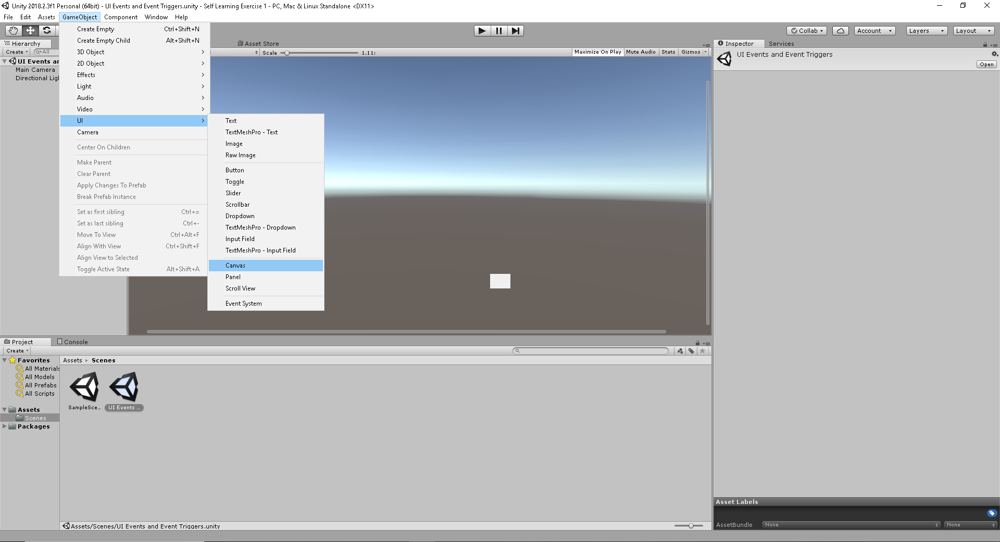 Unity 2018.2.3f1 Personal (64bit) - UI Events and Event Triggers.unity - Self Learning Exercise 1 - PC, Mac & Linux Standalone <DX11>
File Edit Assets GameObject Component Window Help
Collab Account Layers Layout
Hierarchy
Create All
UI Events ar
Main Camera
Directional Ligl
Create Empty Ctrl+Shift+N
Create Empty Child Alt+Shift+N
3D Object
2D Object
Effects
Light
Audio
Video
UI
Camera
Center On Children
Make Parent
Clear Parent
Apply Changes To Prefab
Break Prefab Instance
Set as first sibling Ctrl+=
Set as last sibling Ctrl+-
Move To View Ctrl+Alt+F
Align With View Ctrl+Shift+F
Align View to Selected
Toggle Active State Alt+Shift+A
Text
TextMeshPro - Text
Image
Raw Image
Button
Toggle
Slider
Scrollbar
Dropdown
TextMeshPro - Dropdown
Input Field
TextMeshPro - Input Field
Canvas
Panel
Scroll View
Event System
Asset Store
Scale 1.11: Maximize On Play Mute Audio Stats Gizmos
Inspector Services
UI Events and Event Triggers
Open
Project Console
Create
Favorites
All Materials
All Models
All Prefabs
All Scripts
Assets
Scenes
Packages
Assets ▸ Scenes
SampleSce... UI Events ...
Assets/Scenes/UI Events and Event Triggers.unity
Asset Labels
AssetBundle None None